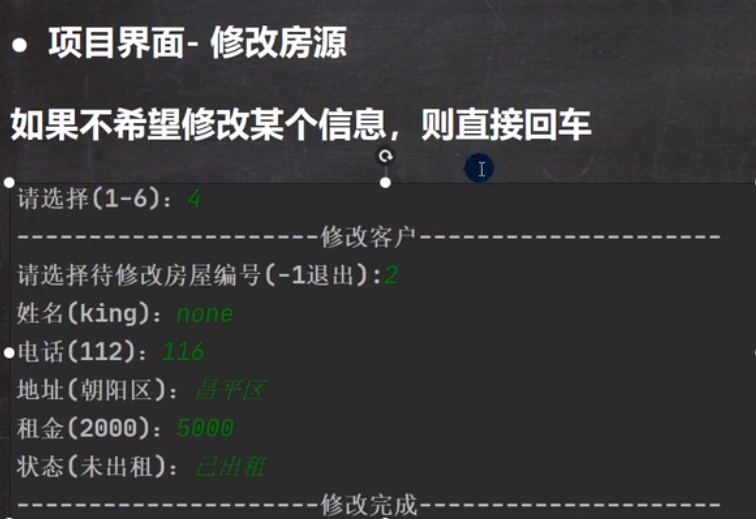 ● 项目界面- 修改房源
如果不希望修改某个信息，则直接回车
请选择(1-6): 4
---------------------修改客户---------------------
请选择待修改房屋编号(-1退出):2
姓名(king): none
电话(112): 116
地址(朝阳区): 昌平区
租金(2000): 5000
状态(未出租): 已出租
---------------------修改完成---------------------